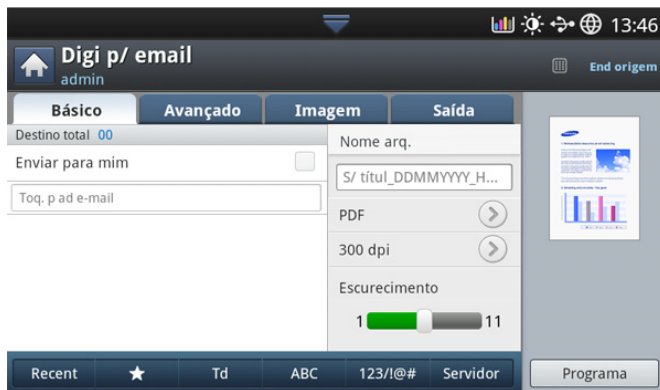 13:46
Digi p/ email
admin
End origem
Básico
Avançado
Imagem
Saída
Destino total 00
Enviar para mim
Toq. p ad e-mail
Nome arq.
S/ títul_DDMMYYYY_H...
PDF
300 dpi
Escurecimento
1
11
Recent
Td
ABC
123/!@#
Servidor
Programa